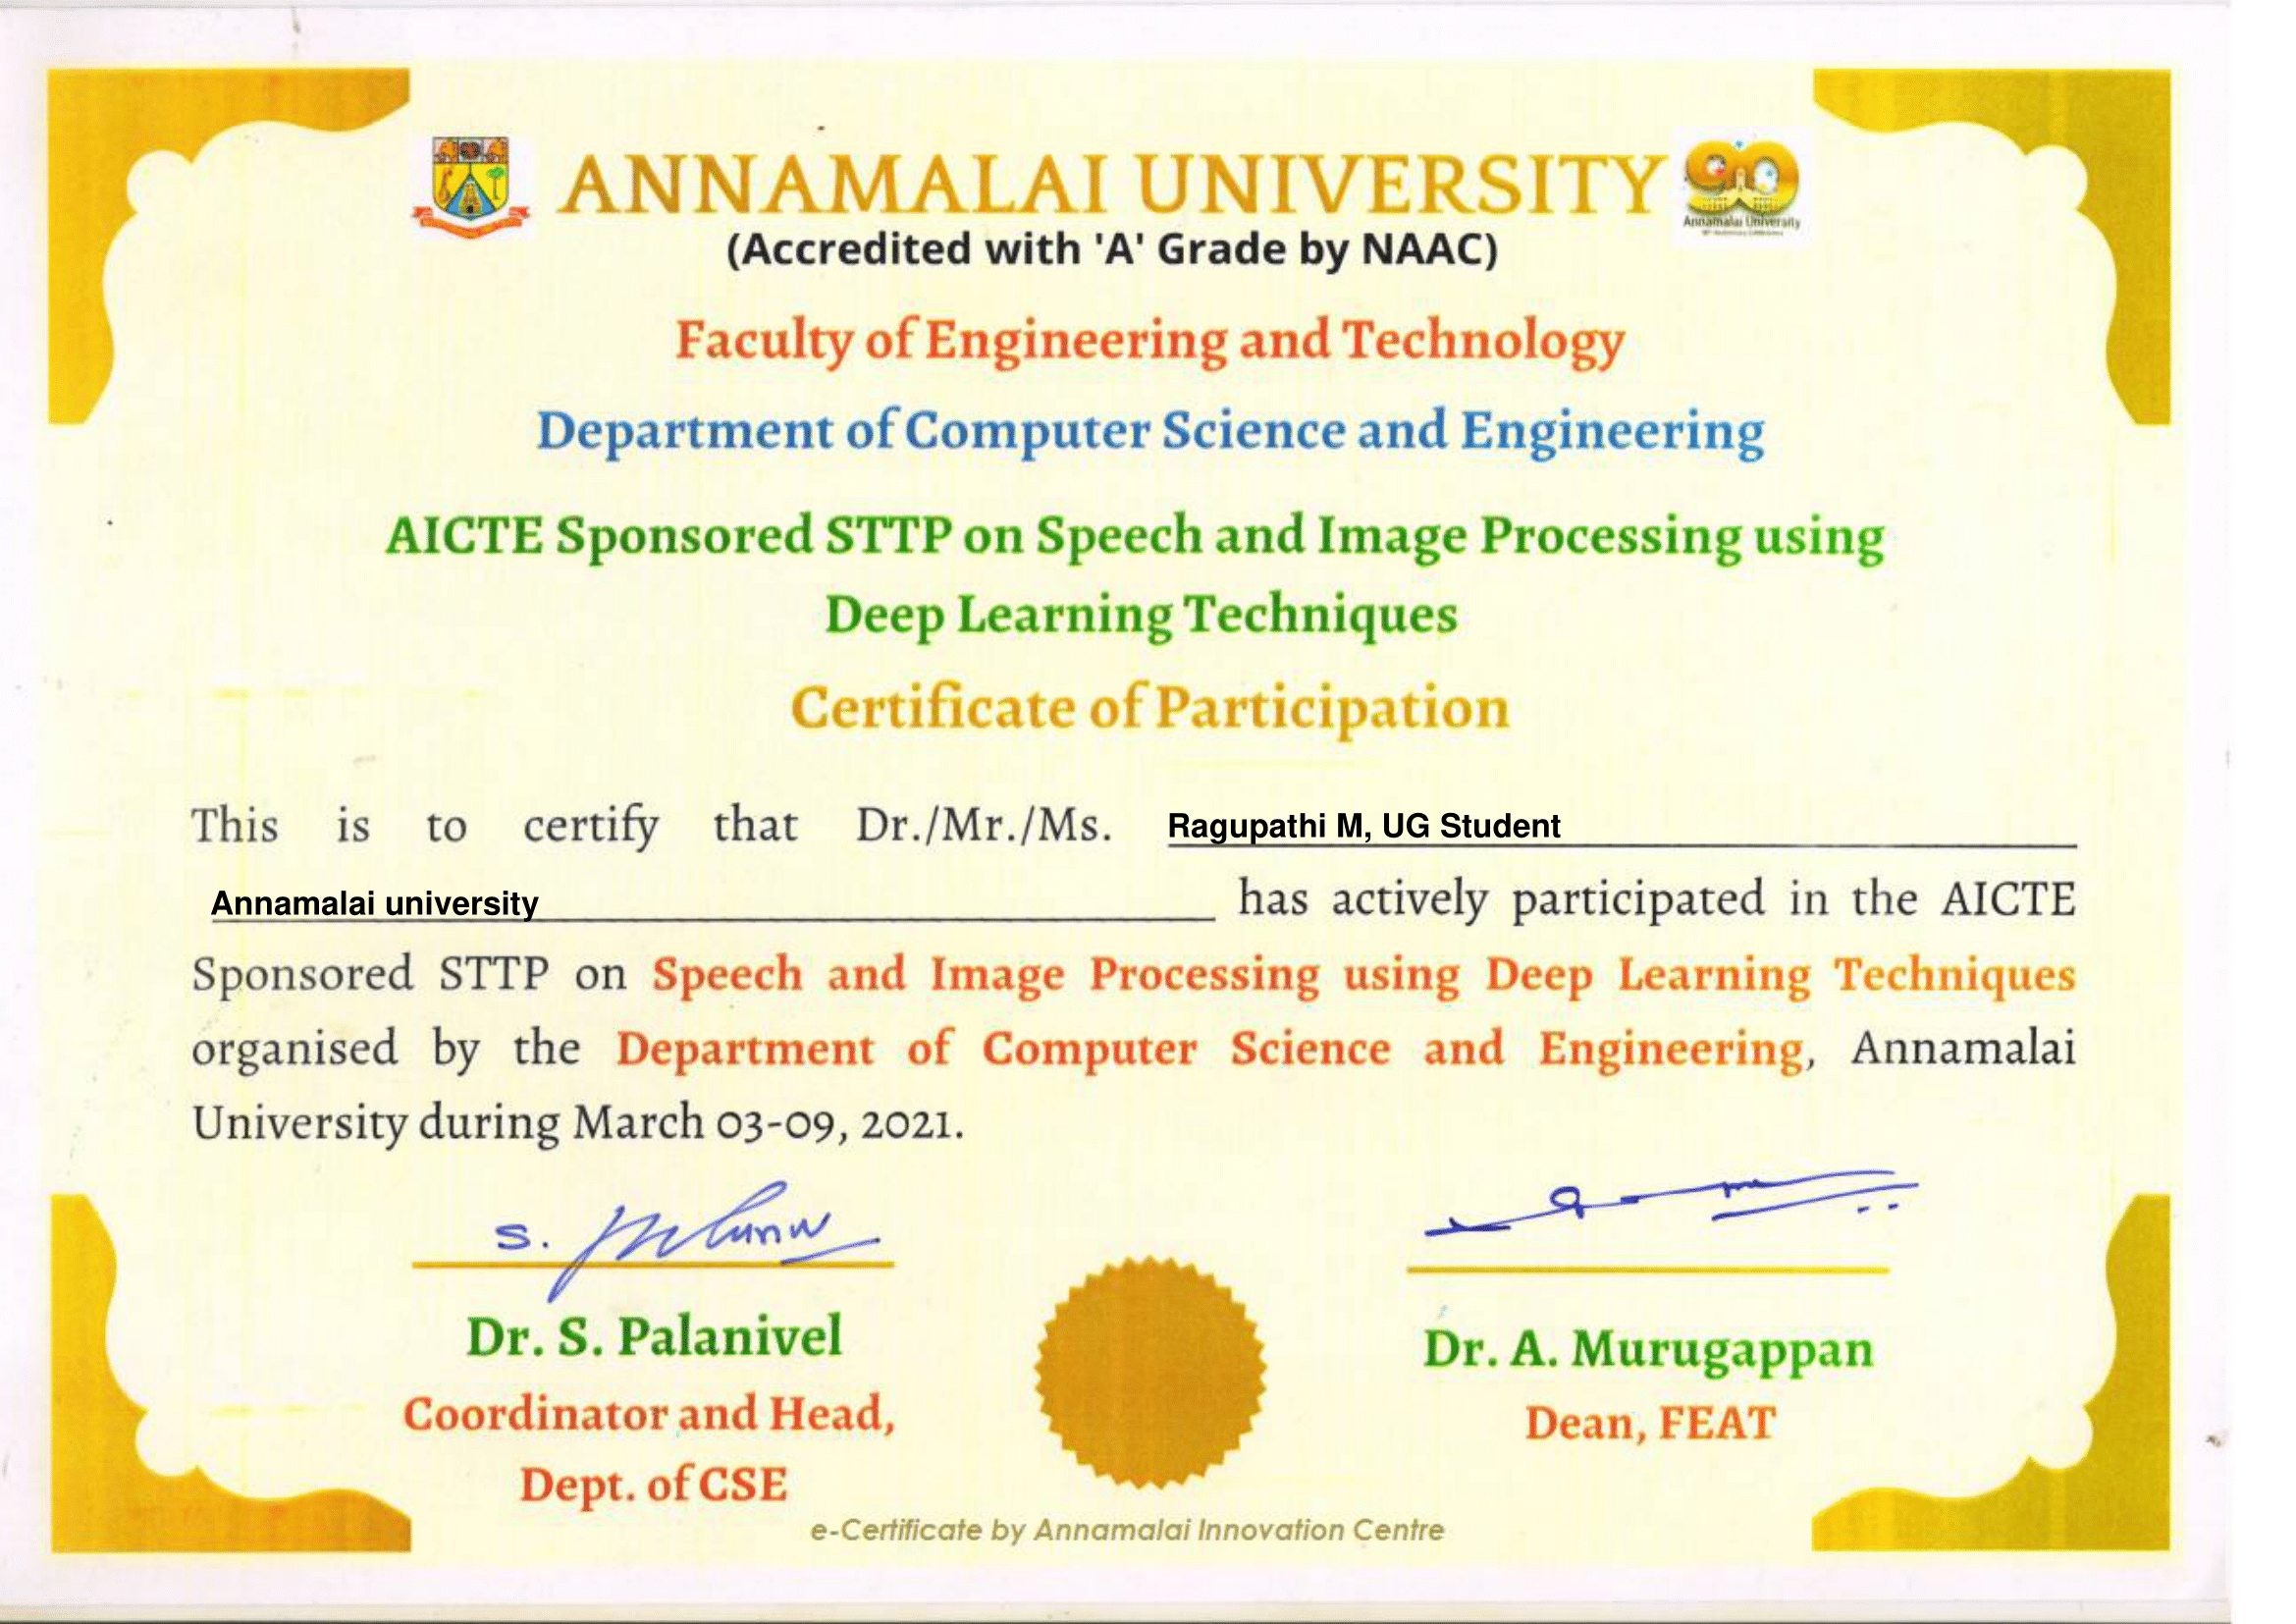 ANNAMALAI UNIVERSITY
Annamalai University
(Accredited with 'A' Grade by NAAC)
Faculty of Engineering and Technology
Department of Computer Science and Engineering
AICTE Sponsored STTP on Speech and Image Processing using
Deep Learning Techniques
Certificate of Participation
This is to certify that Dr./Mr./Ms. Ragupathi M, UG Student
Annamalai university has actively participated in the AICTE
Sponsored STTP on Speech and Image Processing using Deep Learning Techniques
organised by the Department of Computer Science and Engineering, Annamalai
University during March 03-09, 2021.
S.
Dr. S. Palanivel
Coordinator and Head,
Dept. of CSE
Dr. A. Murugappan
Dean, FEAT
e-Certificate by Annamalai Innovation Centre